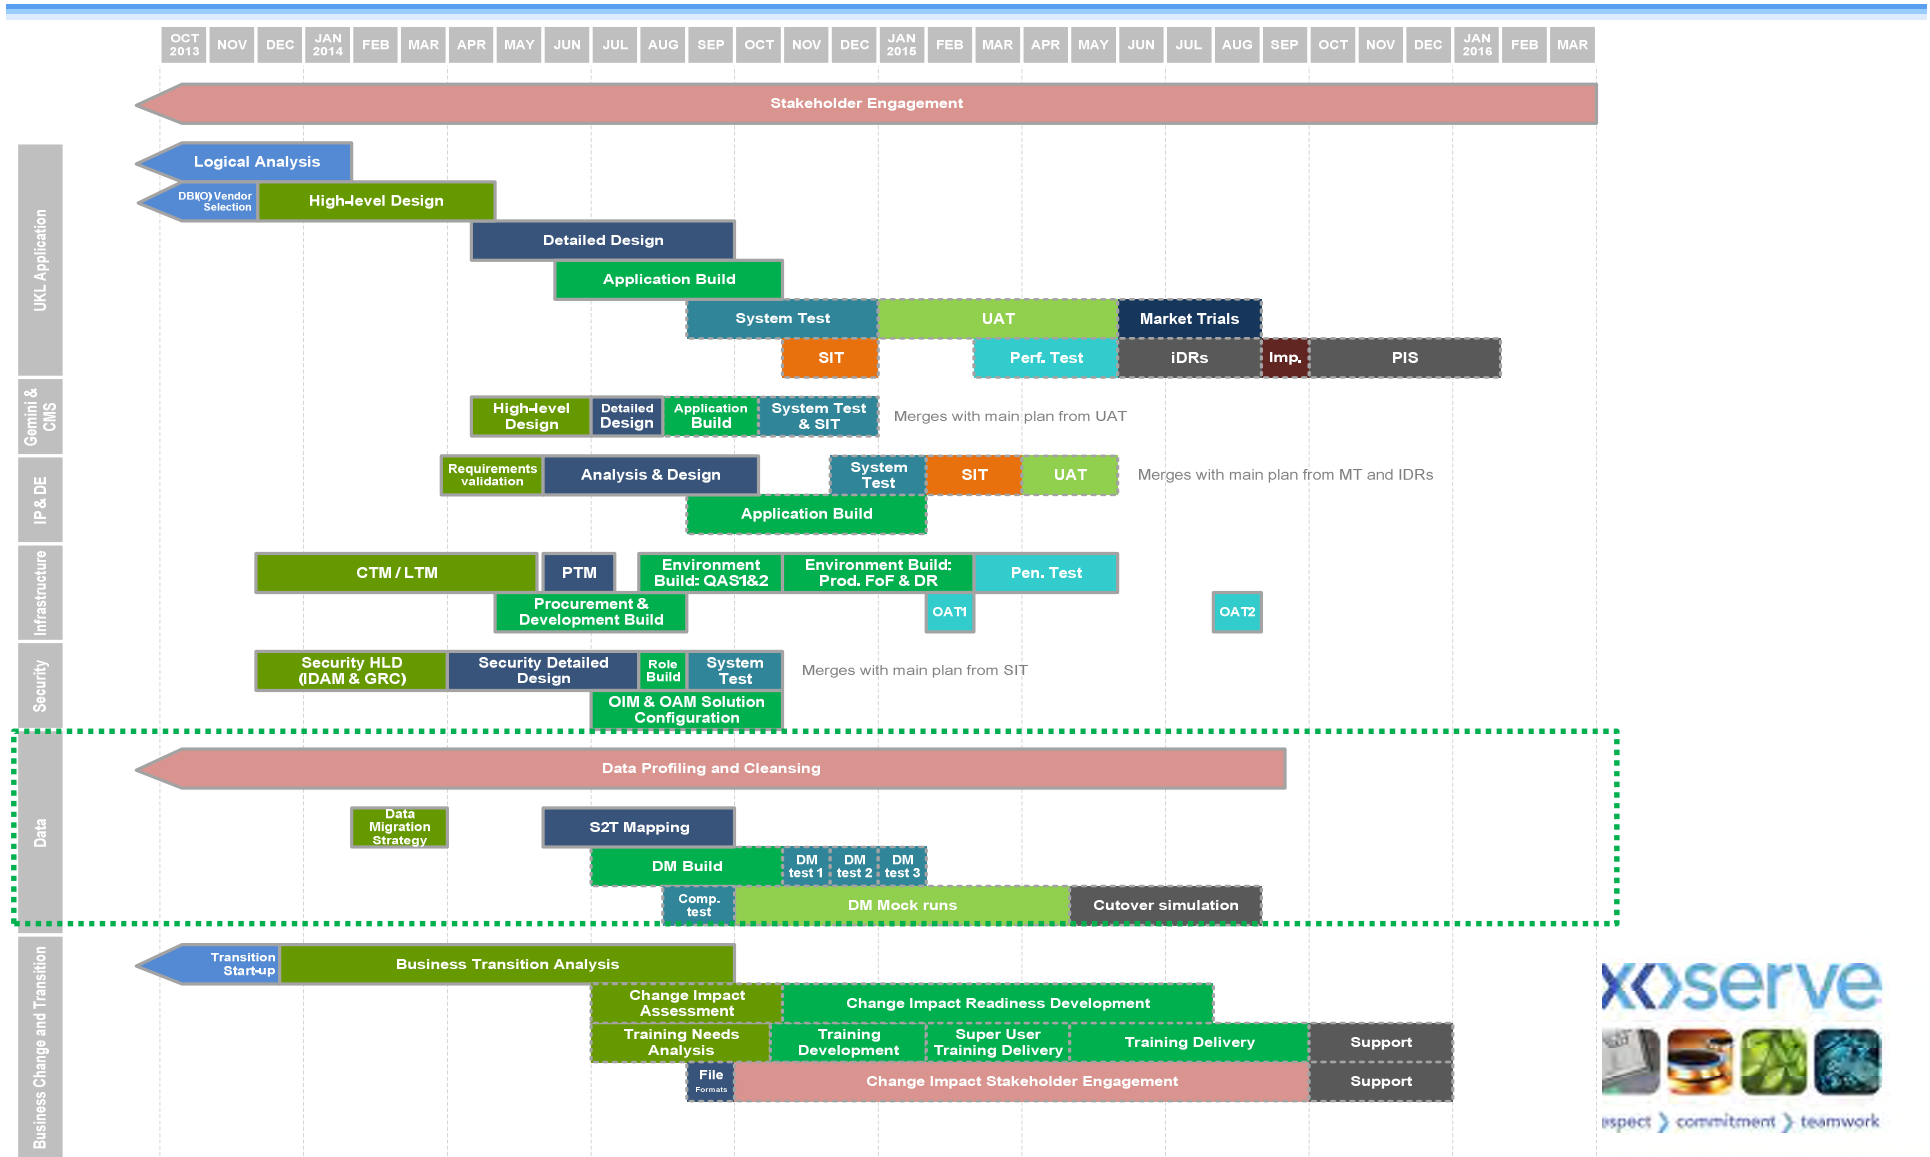 OCT 2013
NOV
DEC
JAN 2014
FEB
MAR
APR
MAY
JUN
JUL
AUG
SEP
OCT
NOV
DEC
JAN 2015
FEB
MAR
APR
MAY
JUN
JUL
AUG
SEP
OCT
NOV
DEC
JAN 2016
FEB
MAR
Stakeholder Engagement
UKL Application
Logical Analysis
DBI(O) Vendor
Selection
High-level Design
Detailed Design
Application Build
System Test
UAT
Market Trials
SIT
Perf. Test
iDRs
Imp.
PIS
Gemini &
CMS
High-level
Design
Detailed
Design
Application
Build
System Test
& SIT
Merges with main plan from UAT
IP & DE
Requirements
validation
Analysis & Design
System
Test
SIT
UAT
Merges with main plan from MT and IDRs
Application Build
Infrastructure
CTM / LTM
PTM
Environment
Build: QAS1&2
Environment Build:
Prod. FoF & DR
Pen. Test
Procurement &
Development Build
OAT1
OAT2
Security
Security HLD
(IDAM & GRC)
Security Detailed
Design
Role
Build
System
Test
Merges with main plan from SIT
OIM & OAM Solution
Configuration
Data
Data Profiling and Cleansing
Data
Migration
Strategy
S2T Mapping
DM Build
DM
test 1
DM
test 2
DM
test 3
Comp.
test
DM Mock runs
Cutover simulation
Business Change and Transition
Transition
Start-up
Business Transition Analysis
Change Impact
Assessment
Change Impact Readiness Development
Training Needs
Analysis
Training
Development
Super User
Training Delivery
Training Delivery
Support
File
Formats
Change Impact Stakeholder Engagement
Support
xoserve
espect > commitment > teamwork